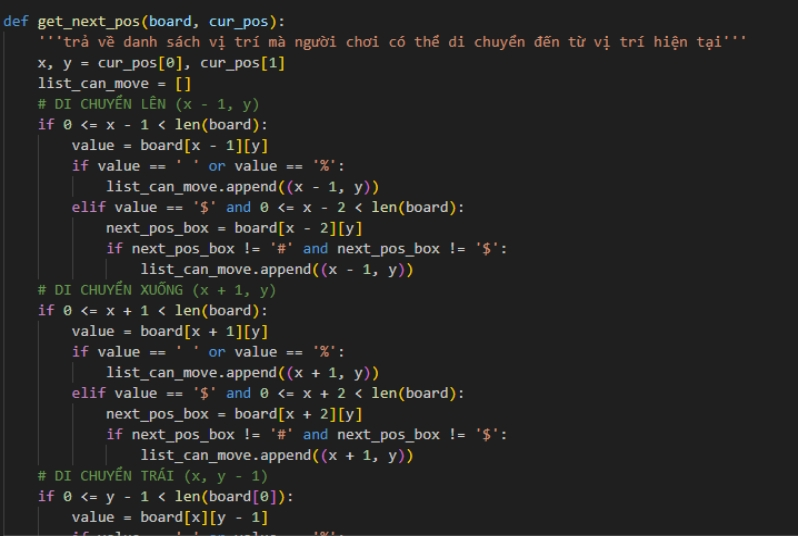 def get_next_pos(board, cur_pos):
    '''trả về danh sách vị trí mà người chơi có thể di chuyển đến từ vị trí hiện tại'''
    x, y = cur_pos[0], cur_pos[1]
    list_can_move = []
    # DI CHUYỂN LÊN (x - 1, y)
    if 0 <= x - 1 < len(board):
        value = board[x - 1][y]
        if value == ' ' or value == '%':
            list_can_move.append((x - 1, y))
        elif value == '$' and 0 <= x - 2 < len(board):
            next_pos_box = board[x - 2][y]
            if next_pos_box != '#' and next_pos_box != '$':
                list_can_move.append((x - 1, y))
    # DI CHUYỂN XUỐNG (x + 1, y)
    if 0 <= x + 1 < len(board):
        value = board[x + 1][y]
        if value == ' ' or value == '%':
            list_can_move.append((x + 1, y))
        elif value == '$' and 0 <= x + 2 < len(board):
            next_pos_box = board[x + 2][y]
            if next_pos_box != '#' and next_pos_box != '$':
                list_can_move.append((x + 1, y))
    # DI CHUYỂN TRÁI (x, y - 1)
    if 0 <= y - 1 < len(board[0]):
        value = board[x][y - 1]